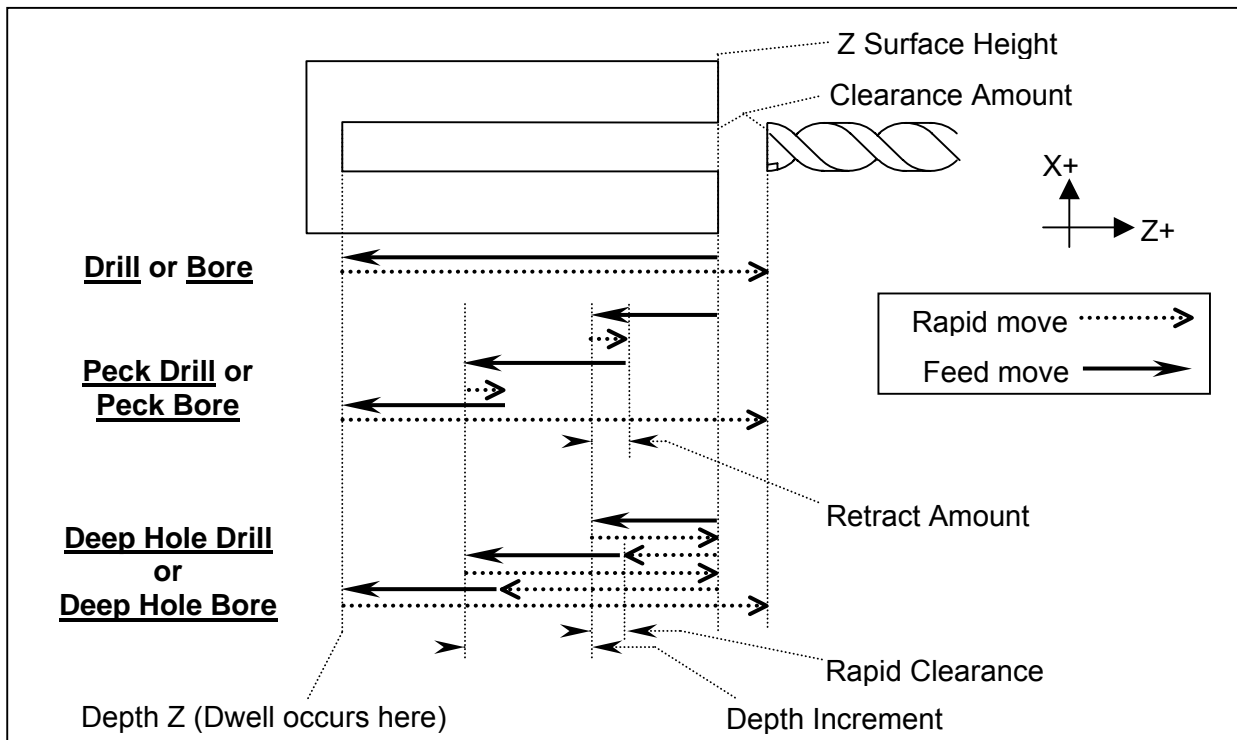 Z Surface Height
Clearance Amount
X+
Z+
Drill or Bore
Rapid move
Feed move
Peck Drill or
Peck Bore
Retract Amount
Deep Hole Drill
or
Deep Hole Bore
Rapid Clearance
Depth Z (Dwell occurs here)
Depth Increment